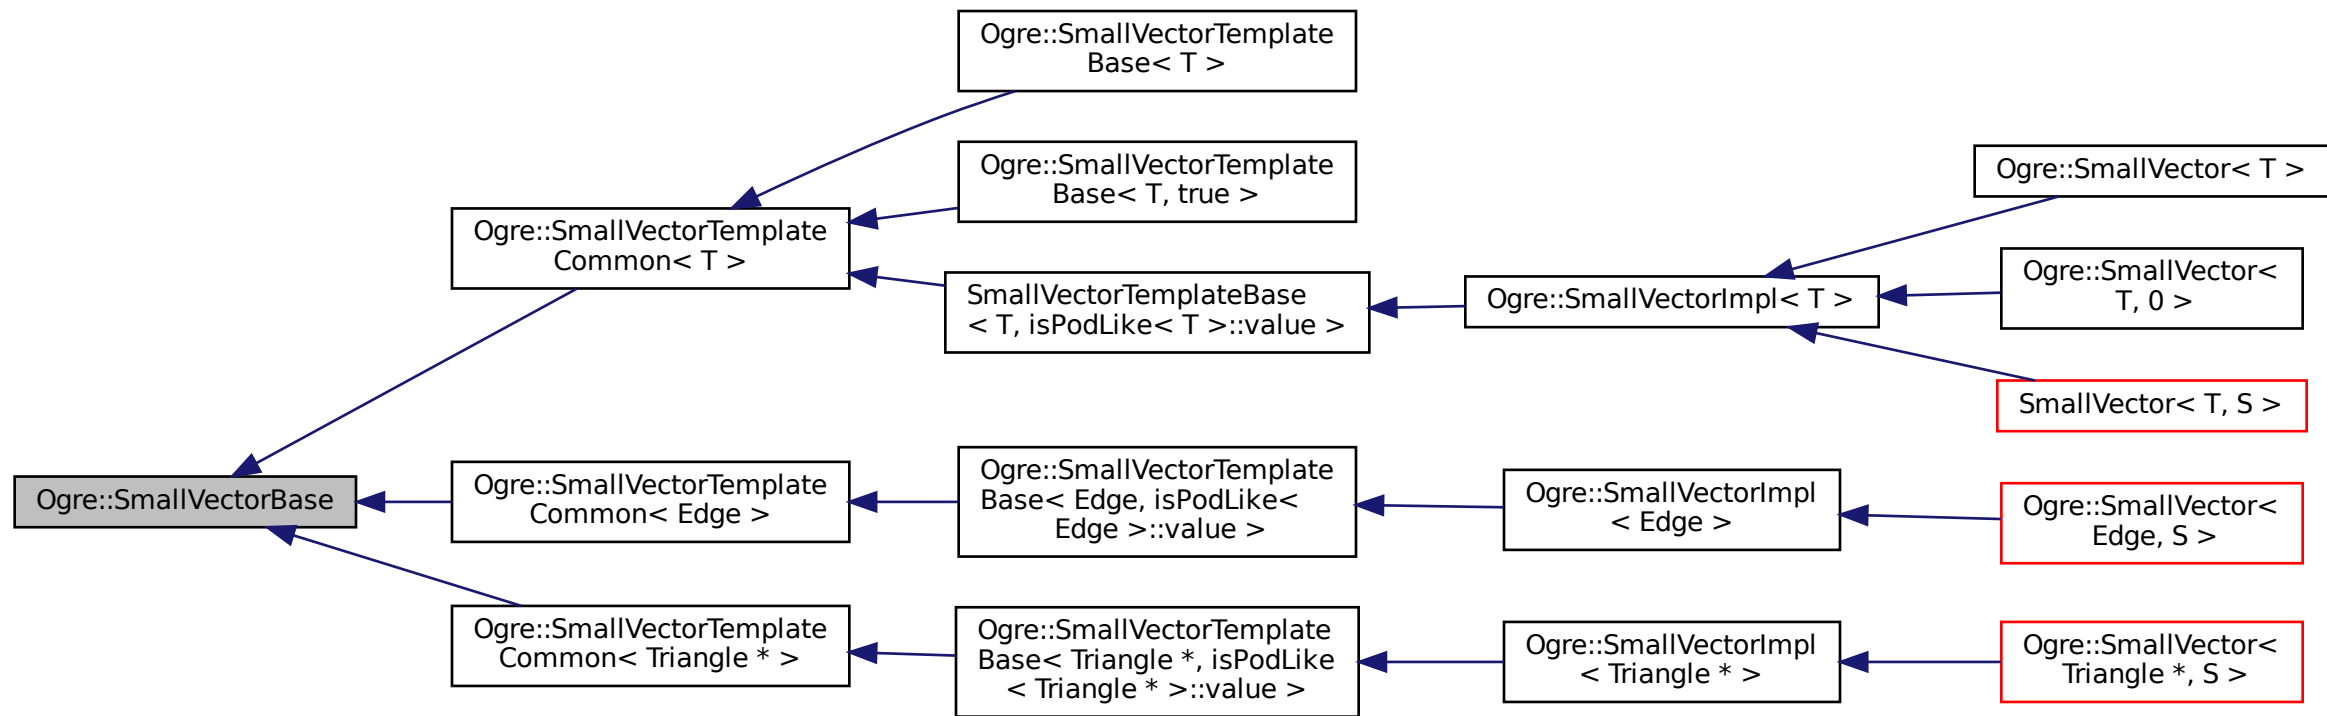 Ogre::SmallVectorBase
Ogre::SmallVectorTemplate
Common< T >
Ogre::SmallVectorTemplate
Common< Edge >
Ogre::SmallVectorTemplate
Common< Triangle * >
Ogre::SmallVectorTemplate
Base< T >
Ogre::SmallVectorTemplate
Base< T, true >
SmallVectorTemplateBase
< T, isPodLike< T >::value >
Ogre::SmallVectorTemplate
Base< Edge, isPodLike<
Edge >::value >
Ogre::SmallVectorTemplate
Base< Triangle *, isPodLike
< Triangle * >::value >
Ogre::SmallVectorImpl< T >
Ogre::SmallVectorImpl
< Edge >
Ogre::SmallVectorImpl
< Triangle * >
Ogre::SmallVector< T >
Ogre::SmallVector<
T, 0 >
SmallVector< T, S >
Ogre::SmallVector<
Edge, S >
Ogre::SmallVector<
Triangle *, S >